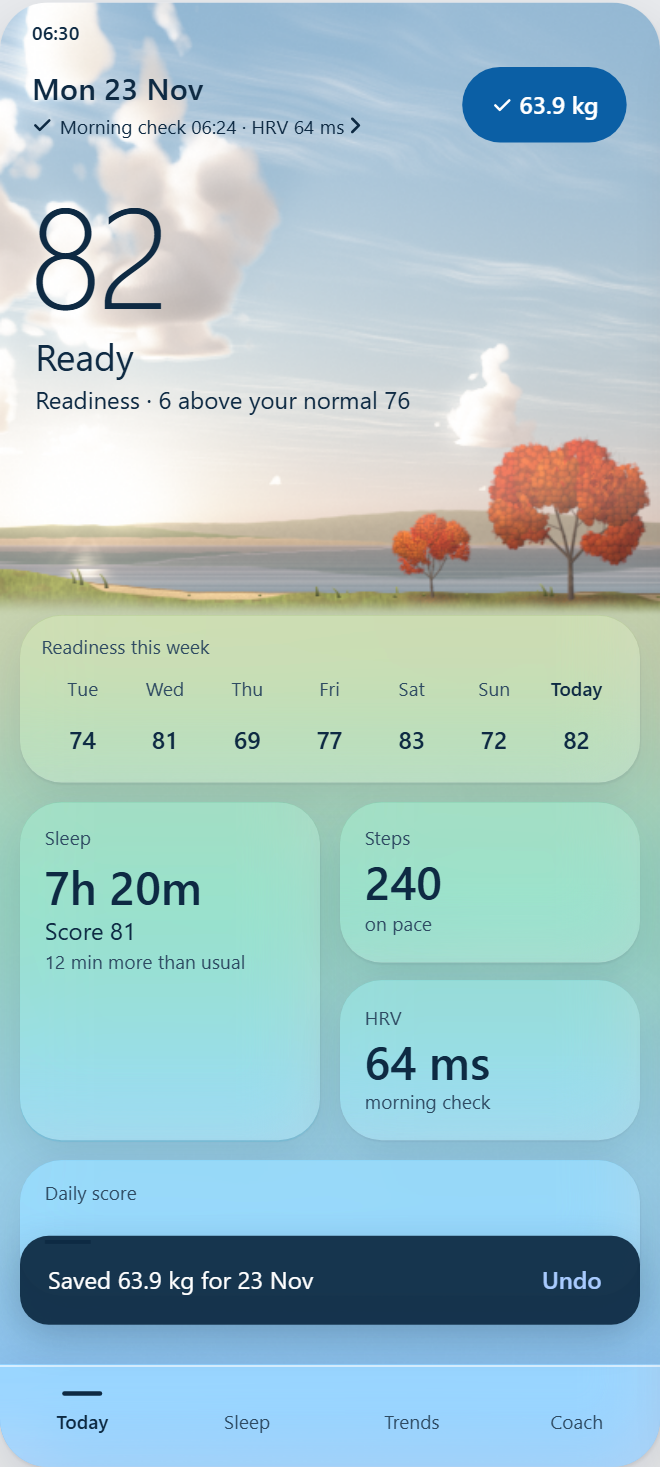 06:30
Mon 23 Nov
Morning check 06:24 · HRV 64 ms
63.9 kg
82
Ready
Readiness · 6 above your normal 76
Readiness this week
Tue Wed Thu Fri Sat Sun Today
74 81 69 77 83 72 82
Sleep
7h 20m
Score 81
12 min more than usual
Steps
240
on pace
HRV
64 ms
morning check
Daily score
Saved 63.9 kg for 23 Nov Undo
Today Sleep Trends Coach